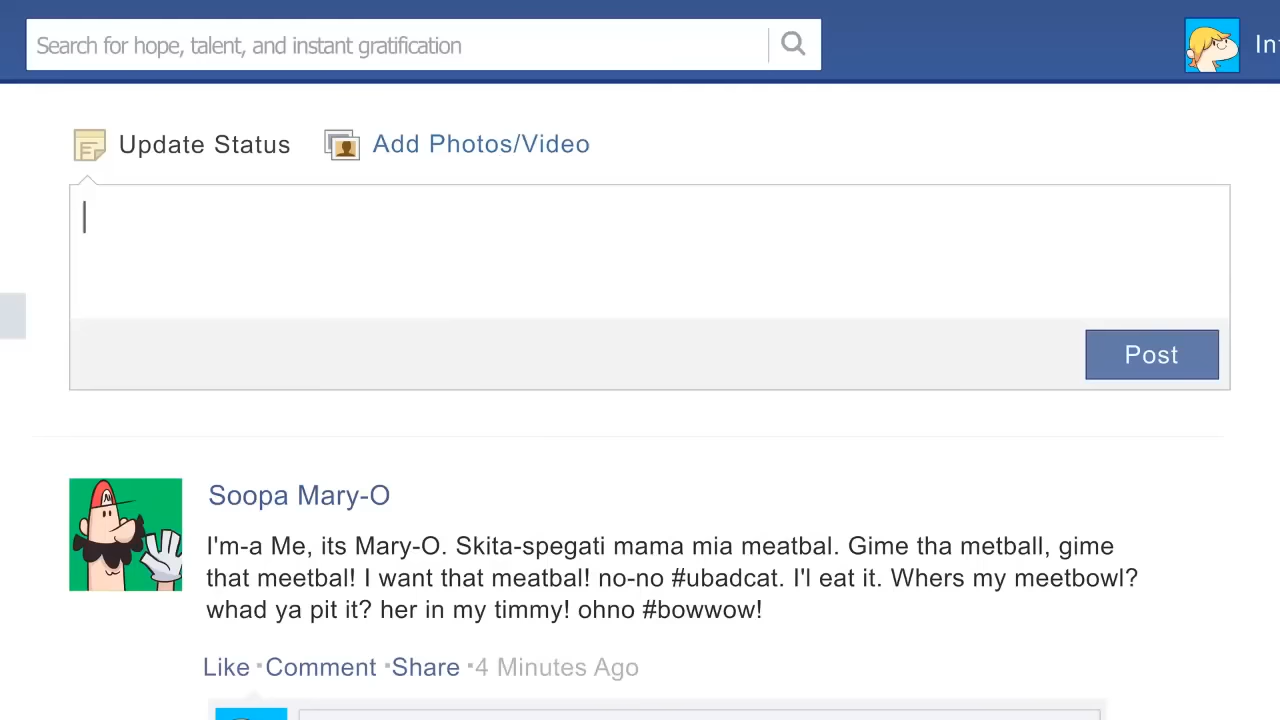 Search for hope, talent, and instant gratification
Update Status
Add Photos/Video
Post
Soopa Mary-O
I'm-a Me, its Mary-O. Skita-spegati mama mia meatbal. Gime tha metball, gime
that meetbal! I want that meatbal! no-no #ubadcat. I'l eat it. Whers my meetbowl?
whad ya pit it? her in my timmy! ohno #bowwow!
Like · Comment · Share · 4 Minutes Ago